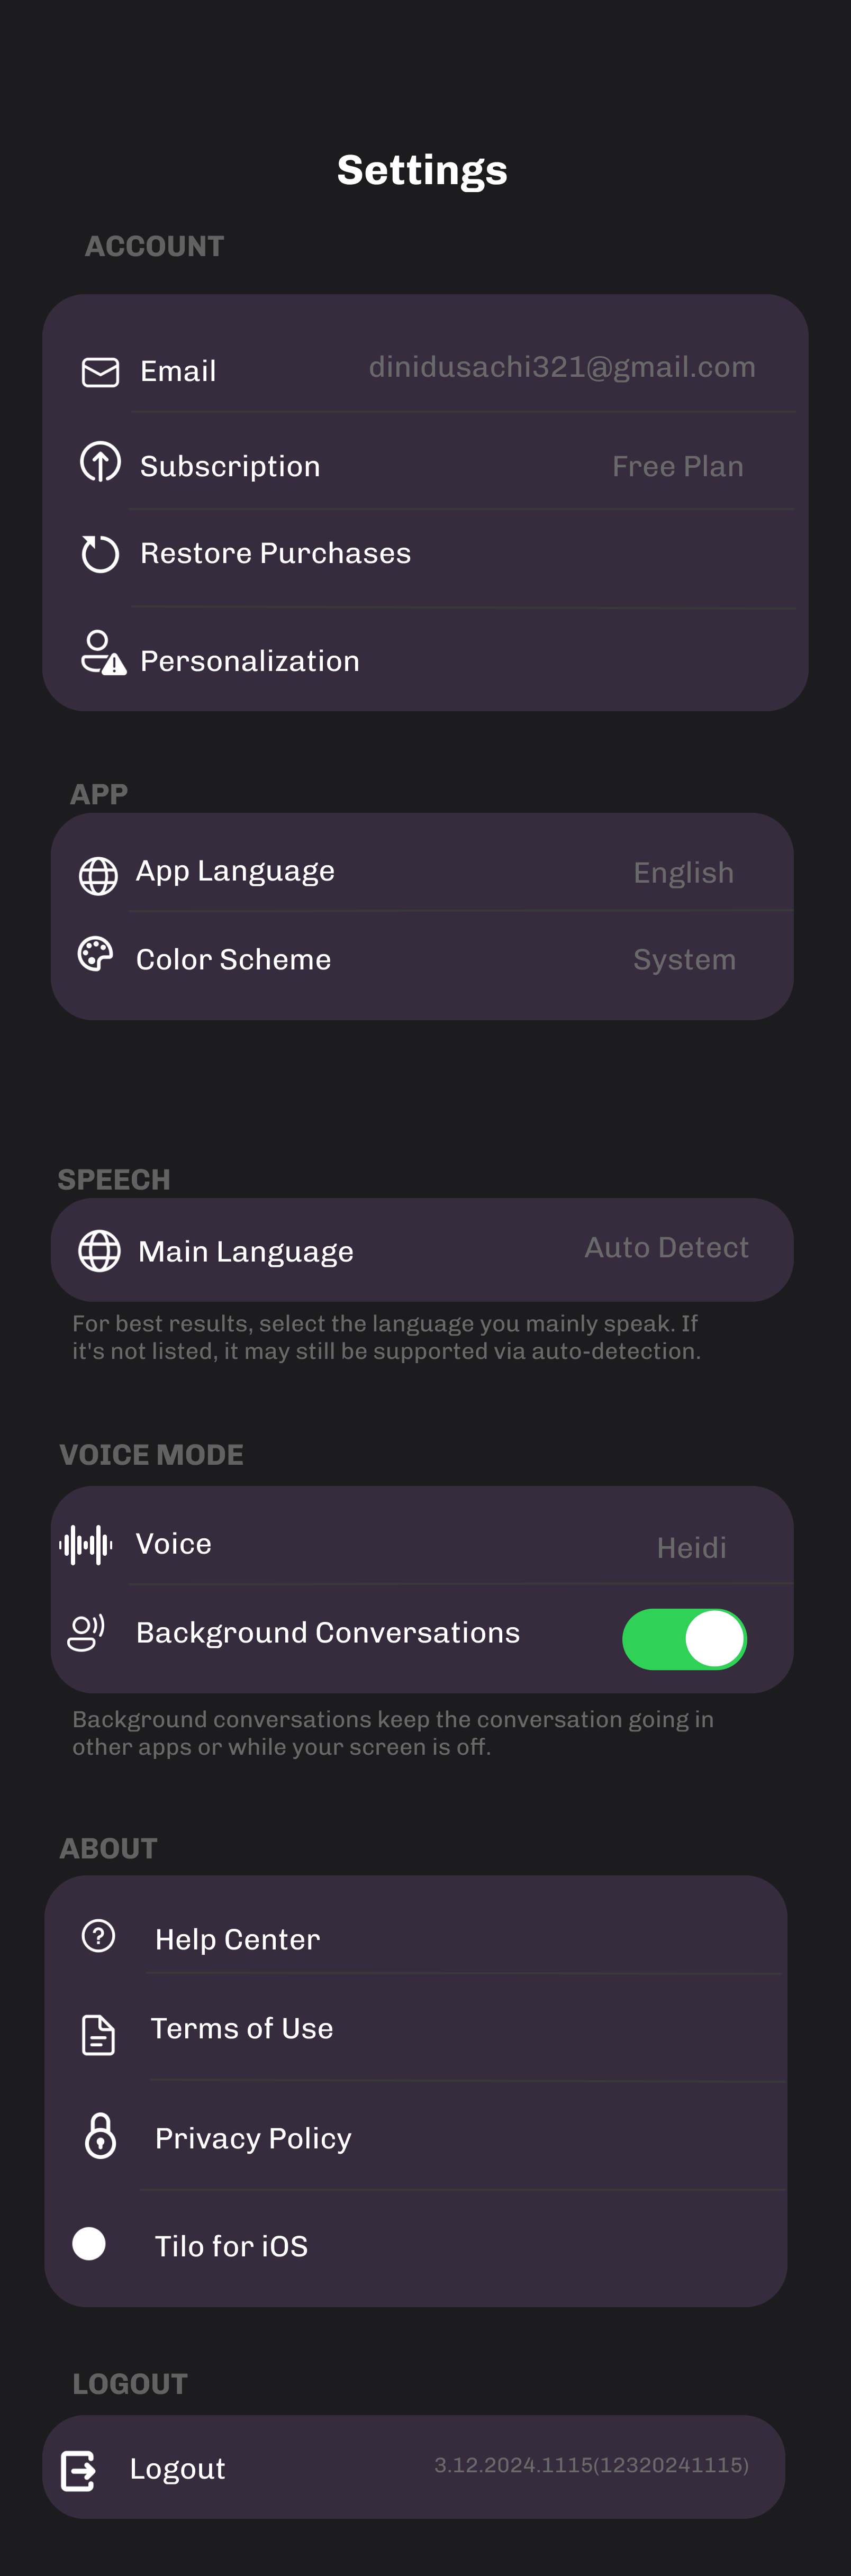 Settings
ACCOUNT
Email dinidusachi321@gmail.com
Subscription Free Plan
Restore Purchases
Personalization
APP
App Language English
Color Scheme System
SPEECH
Main Language Auto Detect
For best results, select the language you mainly speak. If
it's not listed, it may still be supported via auto-detection.
VOICE MODE
Voice Heidi
Background Conversations
Background conversations keep the conversation going in
other apps or while your screen is off.
ABOUT
Help Center
Terms of Use
Privacy Policy
Tilo for iOS
LOGOUT
Logout 3.12.2024.1115(12320241115)